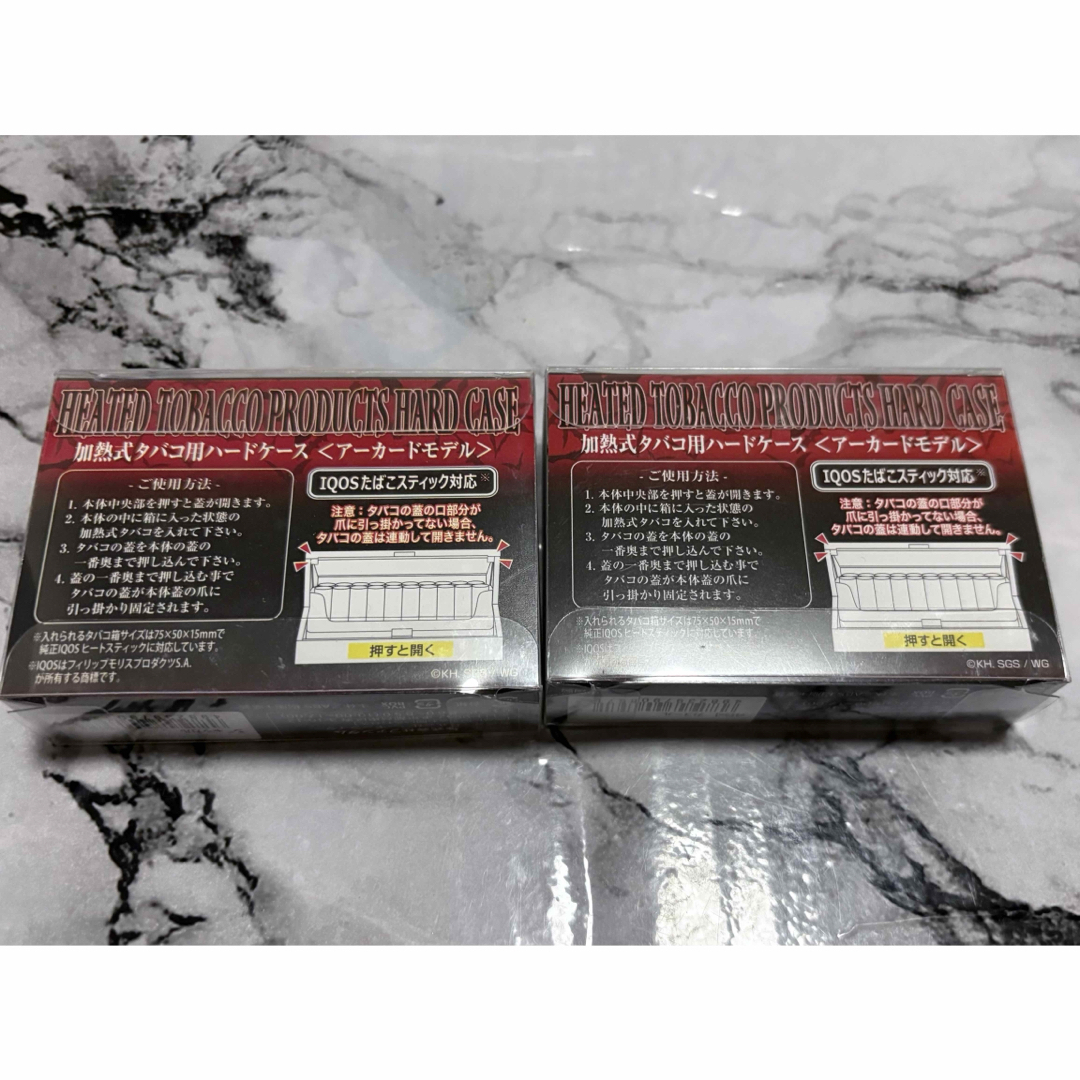 HEATED TOBACCO PRODUCTS HARD CASE
加熱式タバコ用ハードケース <アーカードモデル>
- ご使用方法 -
1. 本体中央部を押すと蓋が開きます。
2. 本体の中に箱に入った状態の
加熱式タバコを入れて下さい。
3. タバコの蓋を本体の蓋の
一番奥まで押し込んで下さい。
4. 蓋の一番奥まで押し込む事で
タバコの蓋が本体蓋の爪に
引っ掛かり固定されます。
※入れられるタバコ箱サイズは75×50×15mmで
純正IQOSヒートスティックに対応しています。
※IQOSはフィリップモリスプロダクツS.A.
が所有する商標です。
IQOSたばこスティック対応※
注意:タバコの蓋の口部分が
爪に引っ掛かってない場合、
タバコの蓋は連動して開きません。
押すと開く
©KH. SGS / WG
HEATED TOBACCO PRODUCTS HARD CASE
加熱式タバコ用ハードケース <アーカードモデル>
- ご使用方法 -
1. 本体中央部を押すと蓋が開きます。
2. 本体の中に箱に入った状態の
加熱式タバコを入れて下さい。
3. タバコの蓋を本体の蓋の
一番奥まで押し込んで下さい。
4. 蓋の一番奥まで押し込む事で
タバコの蓋が本体蓋の爪に
引っ掛かり固定されます。
※入れられるタバコ箱サイズは75×50×15mmで
純正IQOSヒートスティックに対応しています。
※IQOSは
IQOSたばこスティック対応※
注意:タバコの蓋の口部分が
爪に引っ掛かってない場合、
タバコの蓋は連動して開きません。
押すと開く
©KH. SGS / WG